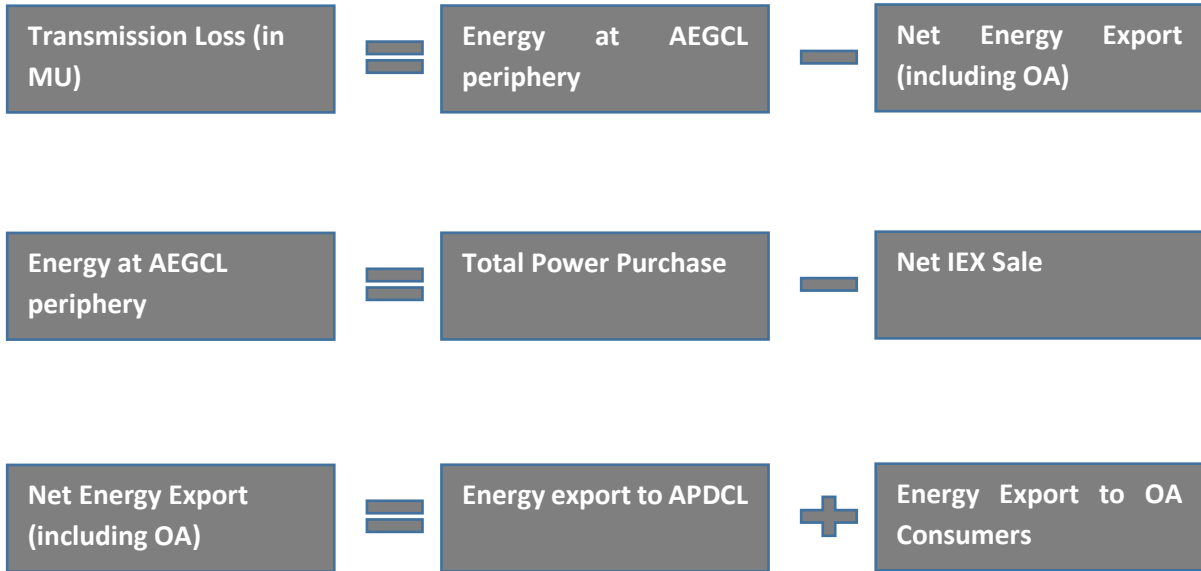 Transmission Loss (in
MU)
=
Energy at AEGCL
periphery
-
Net Energy Export
(including OA)
Energy at AEGCL
periphery
=
Total Power Purchase
-
Net IEX Sale
Net Energy Export
(including OA)
=
Energy export to APDCL
+
Energy Export to OA
Consumers